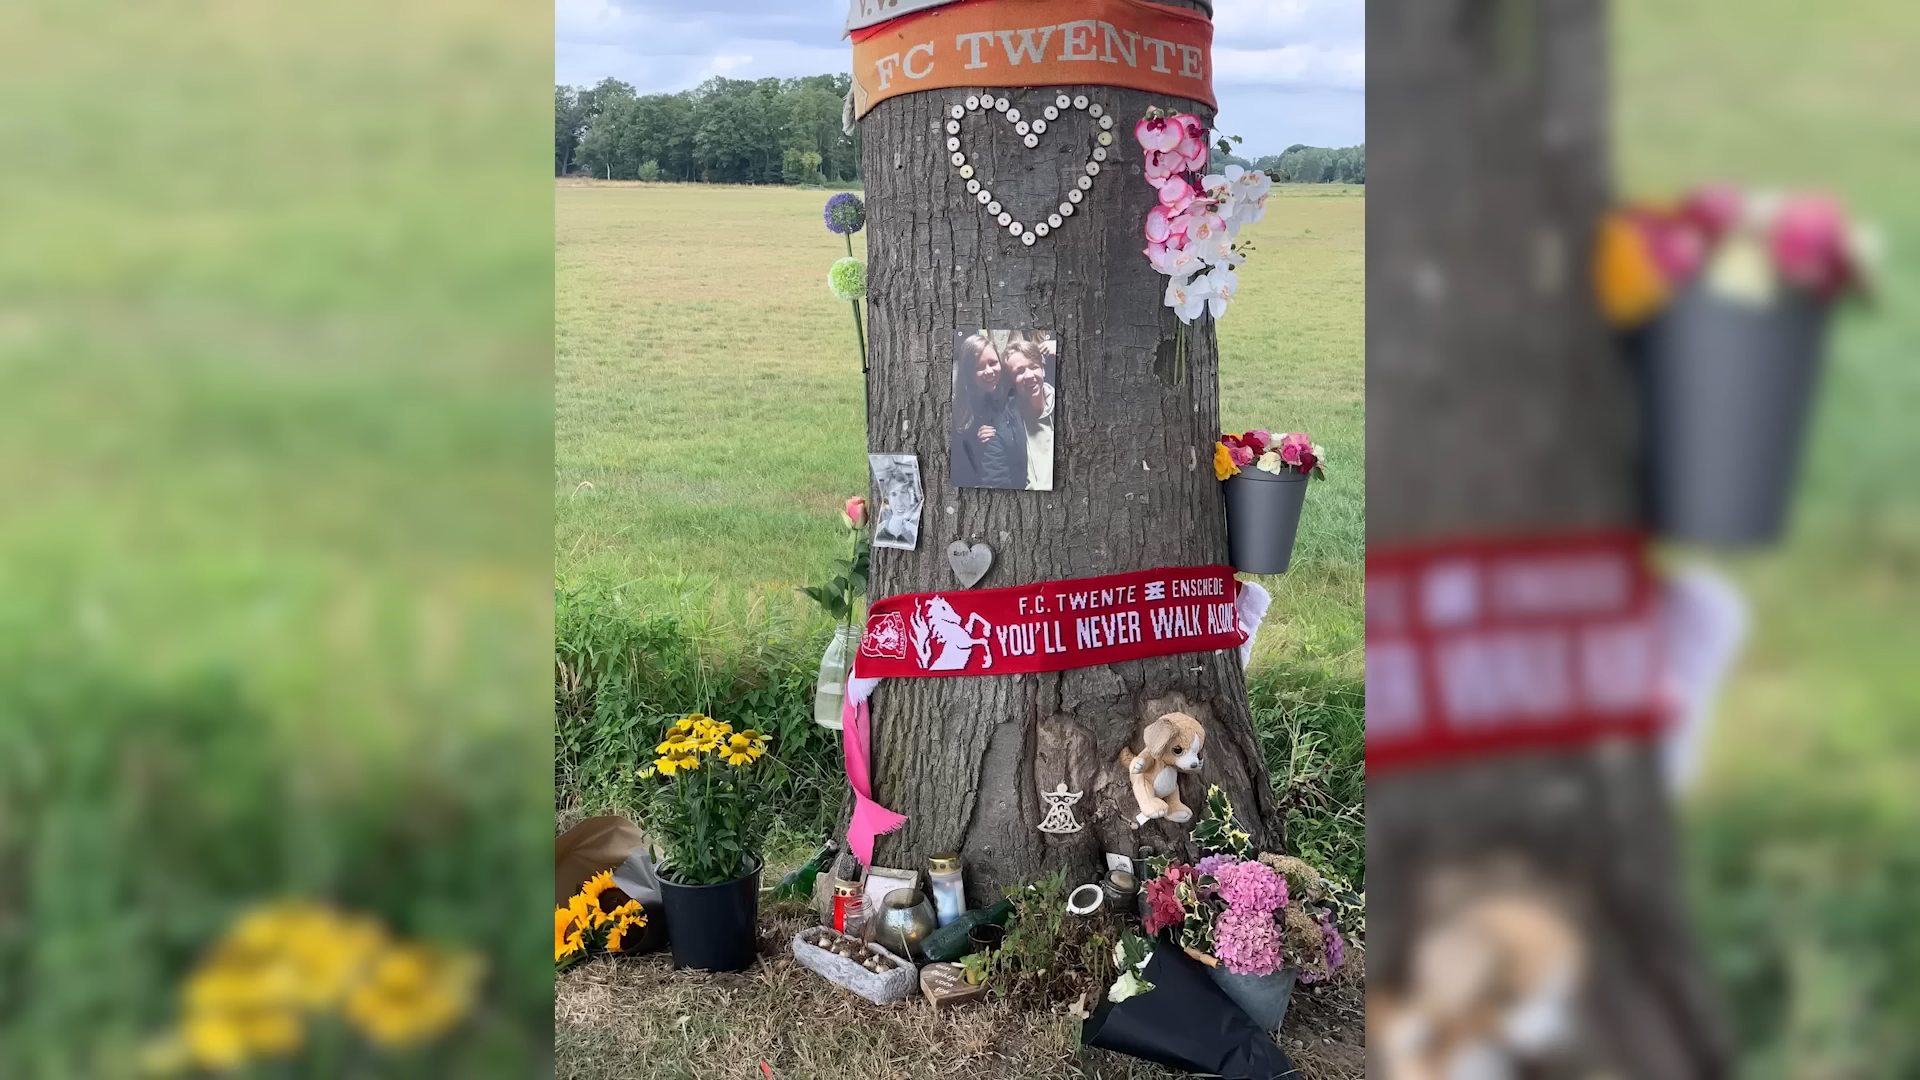 V.V.
FC TWENTE
F.C. TWENTE ENSCHEDE
YOU'LL NEVER WALK ALONE